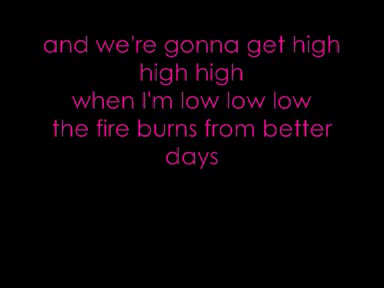 and we're gonna get high
high high
when I'm low low low
the fire burns from better
days